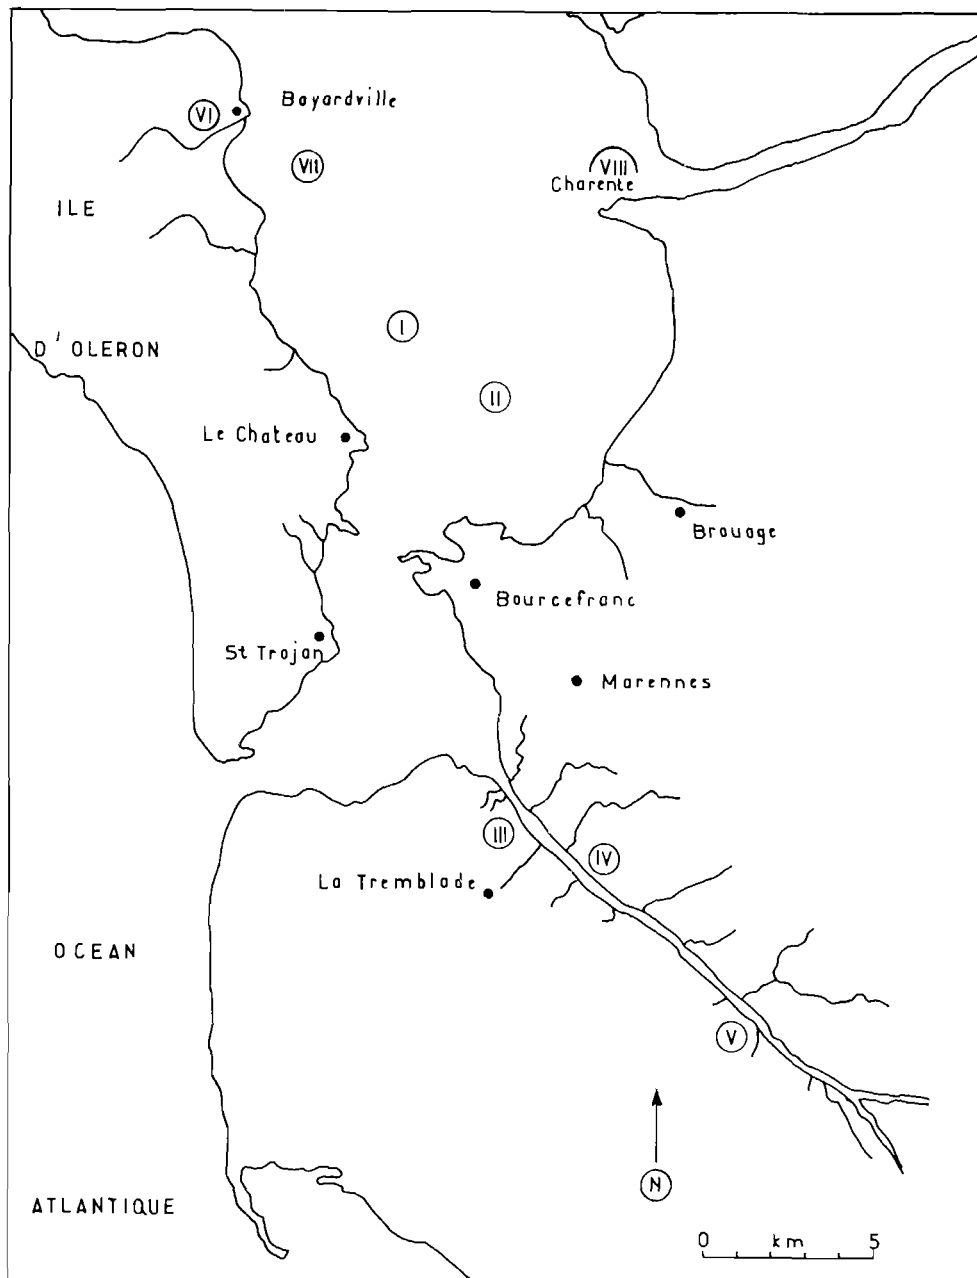 Boyardville
VI
VII
VIII
Charente
ILE
I
D'OLERON
II
Le Chateau
Brouage
Bourcefranc
St Trojan
Marennes
III
IV
La Tremblade
OCEAN
V
N
ATLANTIQUE
0 km 5